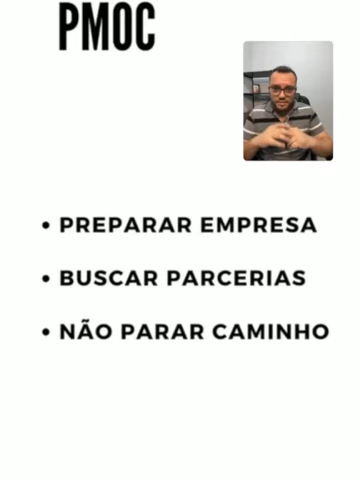 PMOC
• PREPARAR EMPRESA
• BUSCAR PARCERIAS
• NÃO PARAR CAMINHO